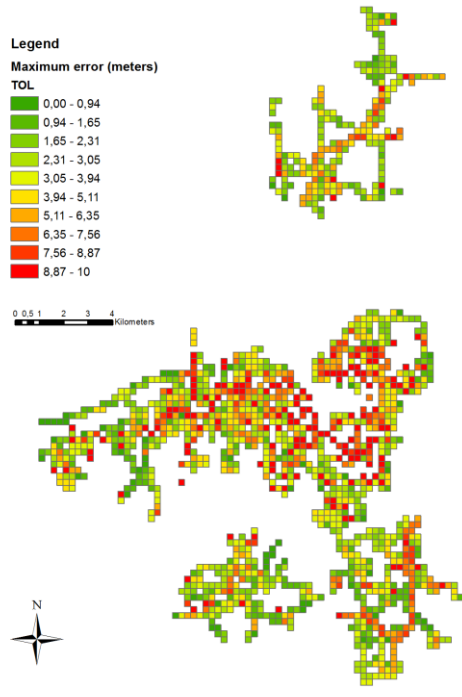 Legend
Maximum error (meters)
TOL
0,00 - 0,94
0,94 - 1,65
1,65 - 2,31
2,31 - 3,05
3,05 - 3,94
3,94 - 5,11
5,11 - 6,35
6,35 - 7,56
7,56 - 8,87
8,87 - 10
0 0,5 1 2 3 4
Kilometers
N